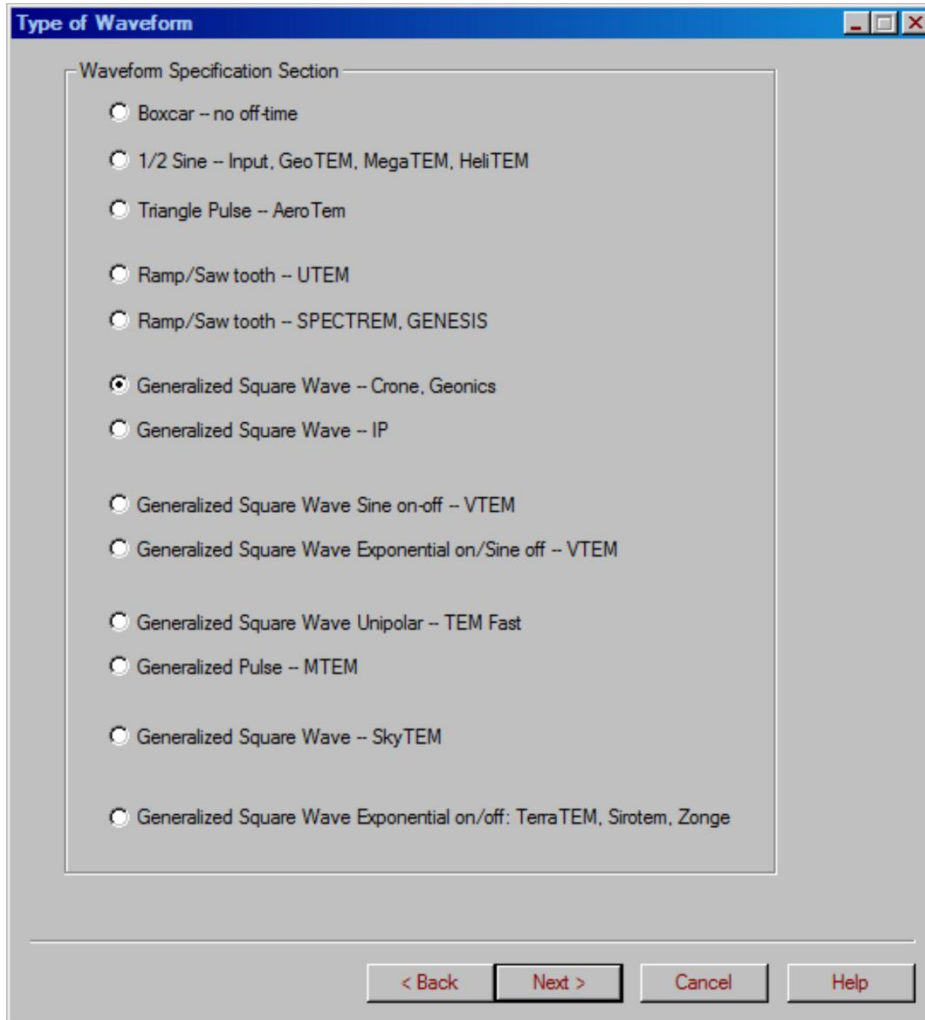 Type of Waveform
Waveform Specification Section
Boxcar -- no off-time
1/2 Sine -- Input, GeoTEM, MegaTEM, HeliTEM
Triangle Pulse -- AeroTem
Ramp/Saw tooth -- UTEM
Ramp/Saw tooth -- SPECTREM, GENESIS
Generalized Square Wave -- Crone, Geonics
Generalized Square Wave -- IP
Generalized Square Wave Sine on-off -- VTEM
Generalized Square Wave Exponential on/Sine off -- VTEM
Generalized Square Wave Unipolar -- TEM Fast
Generalized Pulse -- MTEM
Generalized Square Wave -- SkyTEM
Generalized Square Wave Exponential on/off: TerraTEM, Sirotem, Zonge
< Back Next > Cancel Help